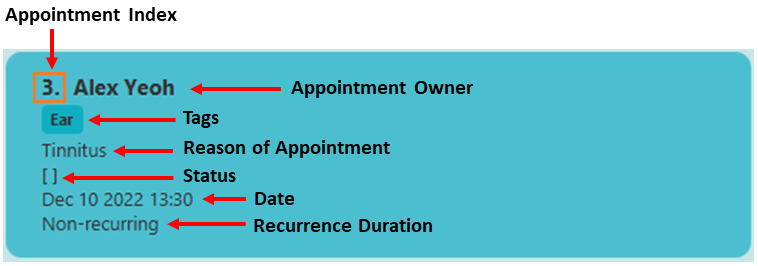 Appointment Index
3. Alex Yeoh
Appointment Owner
Ear
Tags
Tinnitus
Reason of Appointment
[ ]
Status
Dec 10 2022 13:30
Date
Non-recurring
Recurrence Duration